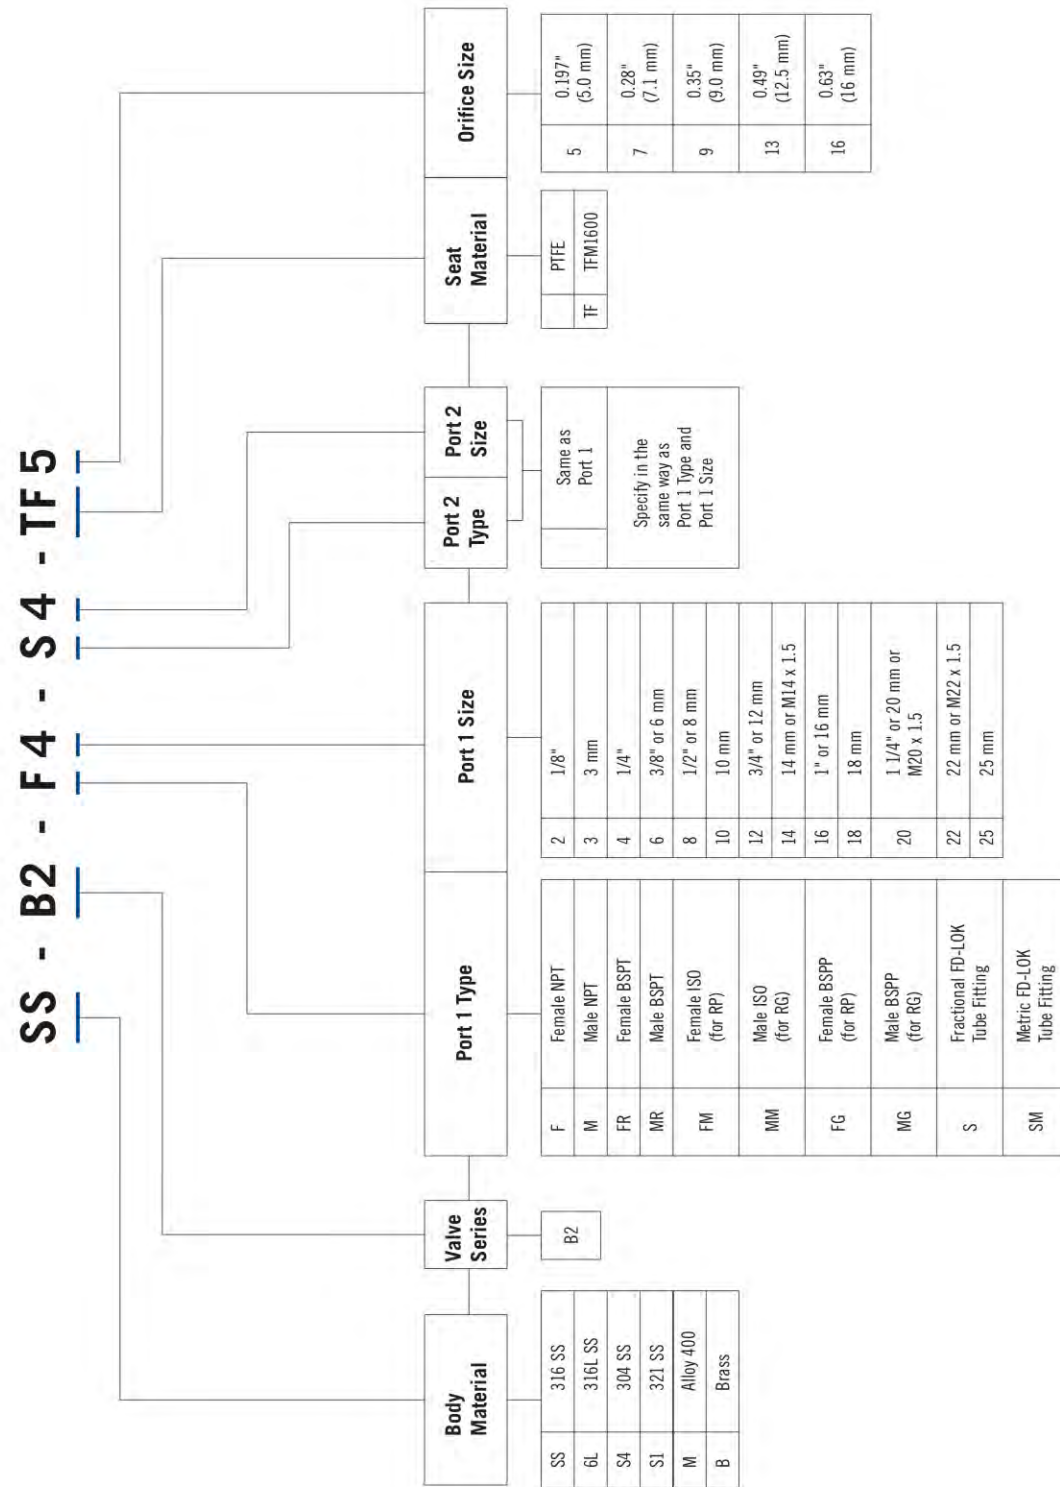 SS - B2 - F4 - S4 - TF5
Body
Material
Valve
Series
Port 1 Type
Port 1 Size
Port 2
Type
Port 2
Size
Seat
Material
Orifice Size
SS 316 SS
6L 316L SS
S4 304 SS
S1 321 SS
M Alloy 400
B Brass
B2
F Female NPT
M Male NPT
FR Female BSPT
MR Male BSPT
FM Female ISO
(for RP)
MM Male ISO
(for RG)
FG Female BSPP
(for RP)
MG Male BSPP
(for RG)
S Fractional FD-LOK
Tube Fitting
SM Metric FD-LOK
Tube Fitting
2 1/8"
3 3 mm
4 1/4"
6 3/8" or 6 mm
8 1/2" or 8 mm
10 10 mm
12 3/4" or 12 mm
14 14 mm or M14 x 1.5
16 1" or 16 mm
18 18 mm
20 1 1/4" or 20 mm or
M20 x 1.5
22 22 mm or M22 x 1.5
25 25 mm
Same as
Port 1
Specify in the
same way as
Port 1 Type and
Port 1 Size
PTFE
TF TFM1600
5 0.197"
(5.0 mm)
7 0.28"
(7.1 mm)
9 0.35"
(9.0 mm)
13 0.49"
(12.5 mm)
16 0.63"
(16 mm)